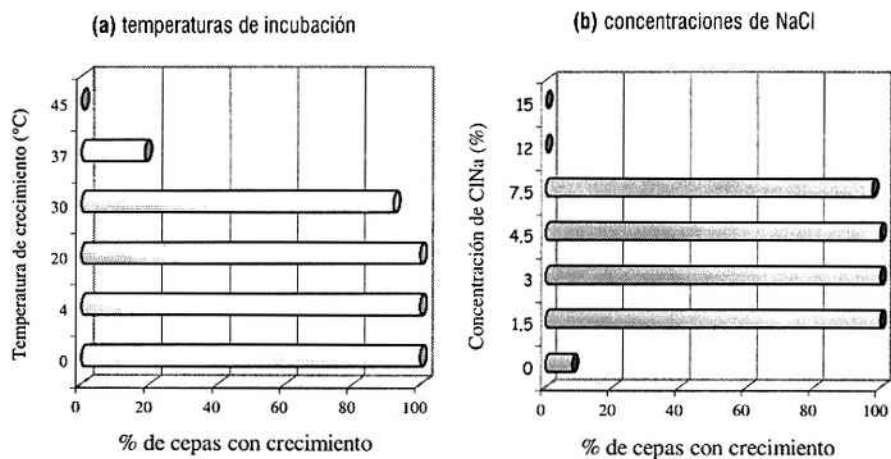 (a) temperaturas de incubación
Temperatura de crecimiento (°C)
45
37
30
20
4
0
0 20 40 60 80 100
% de cepas con crecimiento
(b) concentraciones de NaCl
Concentración de ClNa (%)
15
12
7.5
4.5
3
1.5
0
0 20 40 60 80 100
% de cepas con crecimiento